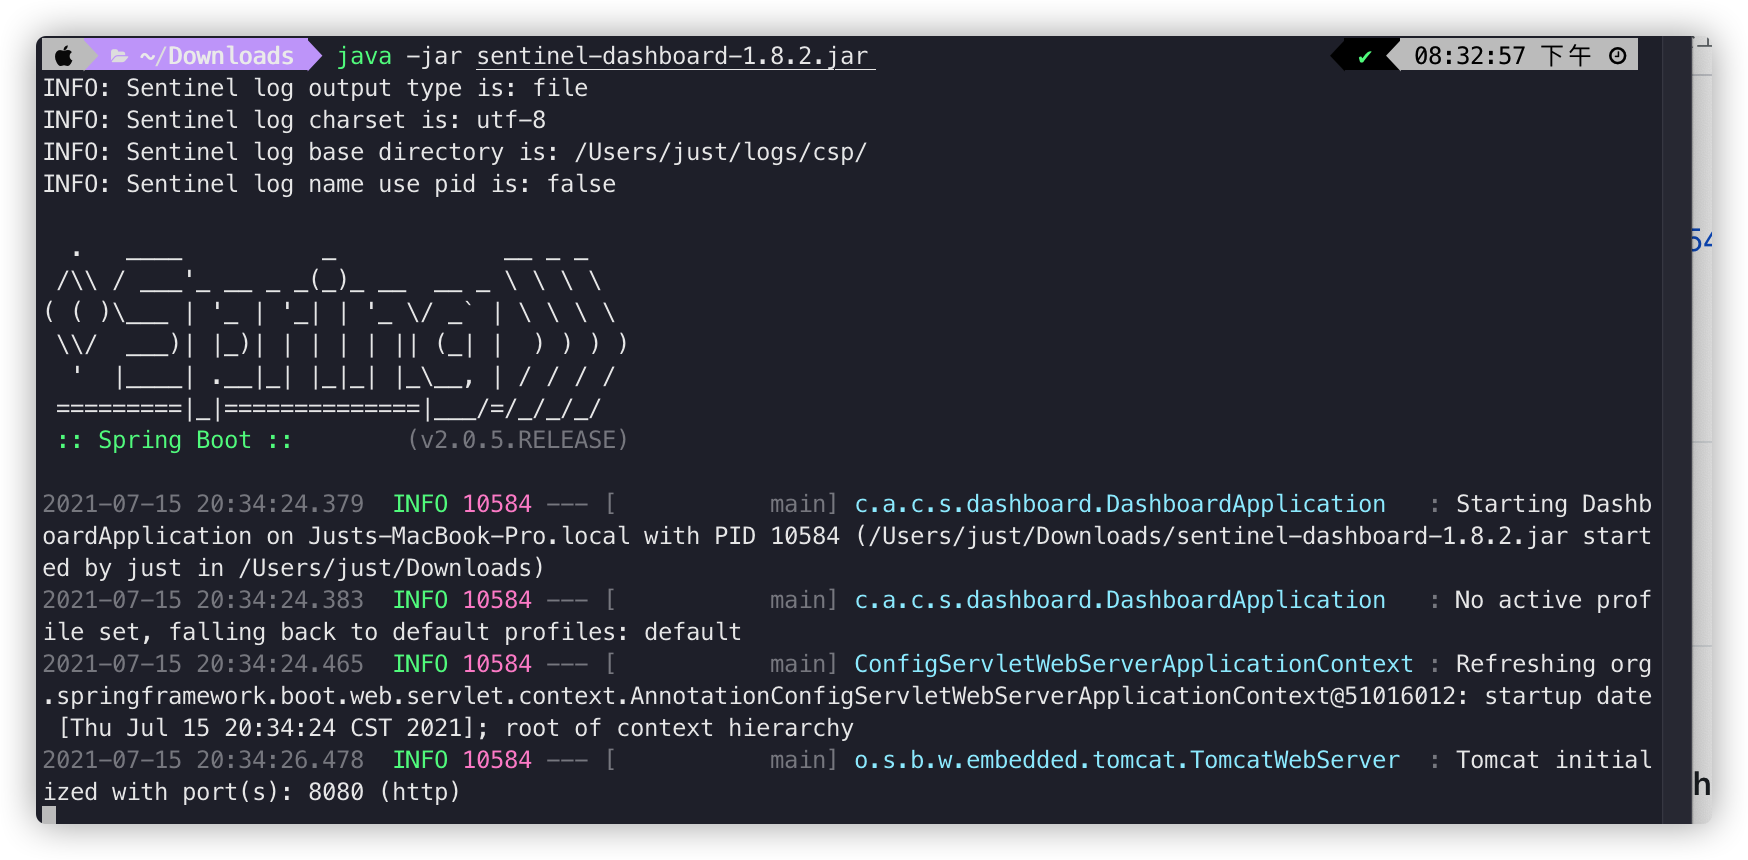 ~/Downloads java -jar sentinel-dashboard-1.8.2.jar ✔ 08:32:57 下午
INFO: Sentinel log output type is: file
INFO: Sentinel log charset is: utf-8
INFO: Sentinel log base directory is: /Users/just/logs/csp/
INFO: Sentinel log name use pid is: false
  .   ____          _            __ _ _
 /\\ / ___'_ __ _ _(_)_ __  __ _ \ \ \ \
( ( )\___ | '_ | '_| | '_ \/ _` | \ \ \ \
 \\/  ___)| |_)| | | | | || (_| |  ) ) ) )
  '  |____| .__|_| |_|_| |_\__, | / / / /
 =========|_|==============|___/=/_/_/_/
 :: Spring Boot ::        (v2.0.5.RELEASE)
2021-07-15 20:34:24.379  INFO 10584 --- [           main] c.a.c.s.dashboard.DashboardApplication   : Starting Dashb
oardApplication on Justs-MacBook-Pro.local with PID 10584 (/Users/just/Downloads/sentinel-dashboard-1.8.2.jar start
ed by just in /Users/just/Downloads)
2021-07-15 20:34:24.383  INFO 10584 --- [           main] c.a.c.s.dashboard.DashboardApplication   : No active prof
ile set, falling back to default profiles: default
2021-07-15 20:34:24.465  INFO 10584 --- [           main] ConfigServletWebServerApplicationContext : Refreshing org
.springframework.boot.web.servlet.context.AnnotationConfigServletWebServerApplicationContext@51016012: startup date
 [Thu Jul 15 20:34:24 CST 2021]; root of context hierarchy
2021-07-15 20:34:26.478  INFO 10584 --- [           main] o.s.b.w.embedded.tomcat.TomcatWebServer  : Tomcat initial
ized with port(s): 8080 (http)